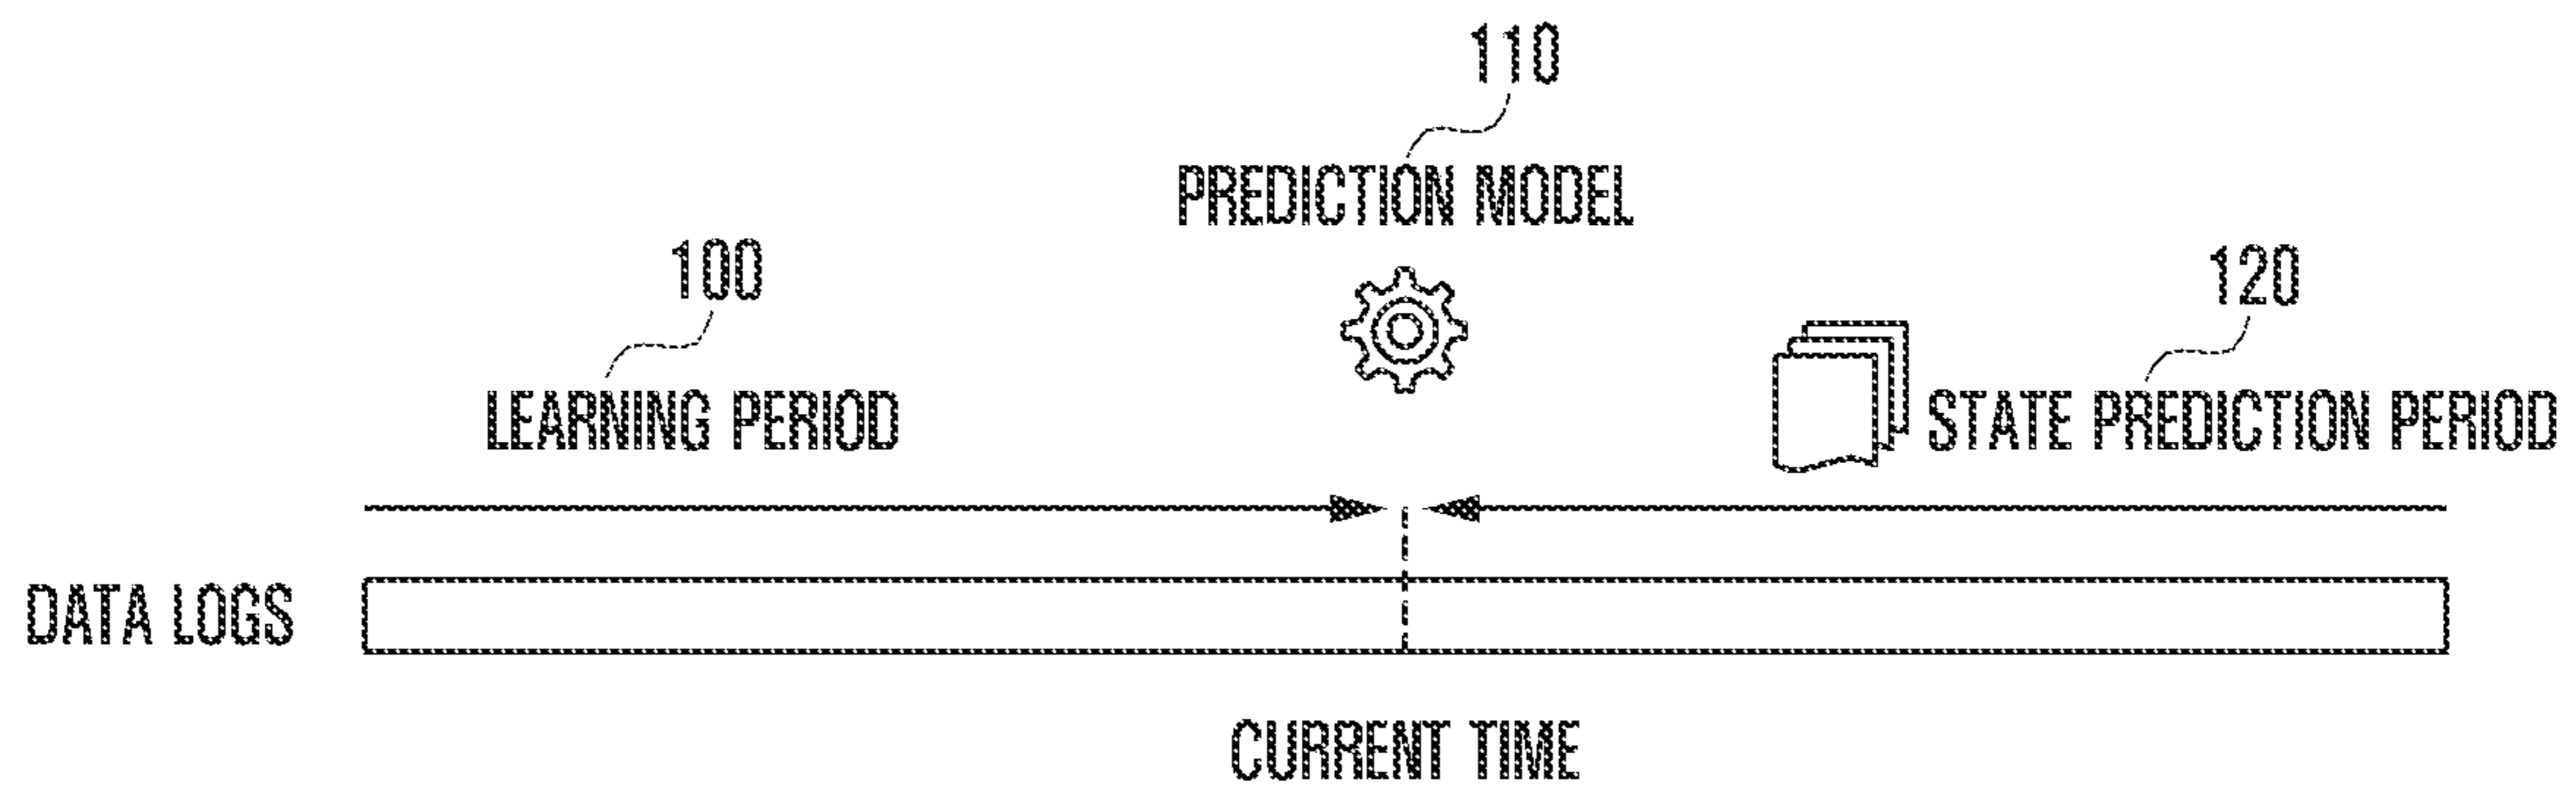 110
PREDICTION MODEL
100
120
LEARNING PERIOD
STATE PREDICTION PERIOD
DATA LOGS
CURRENT TIME